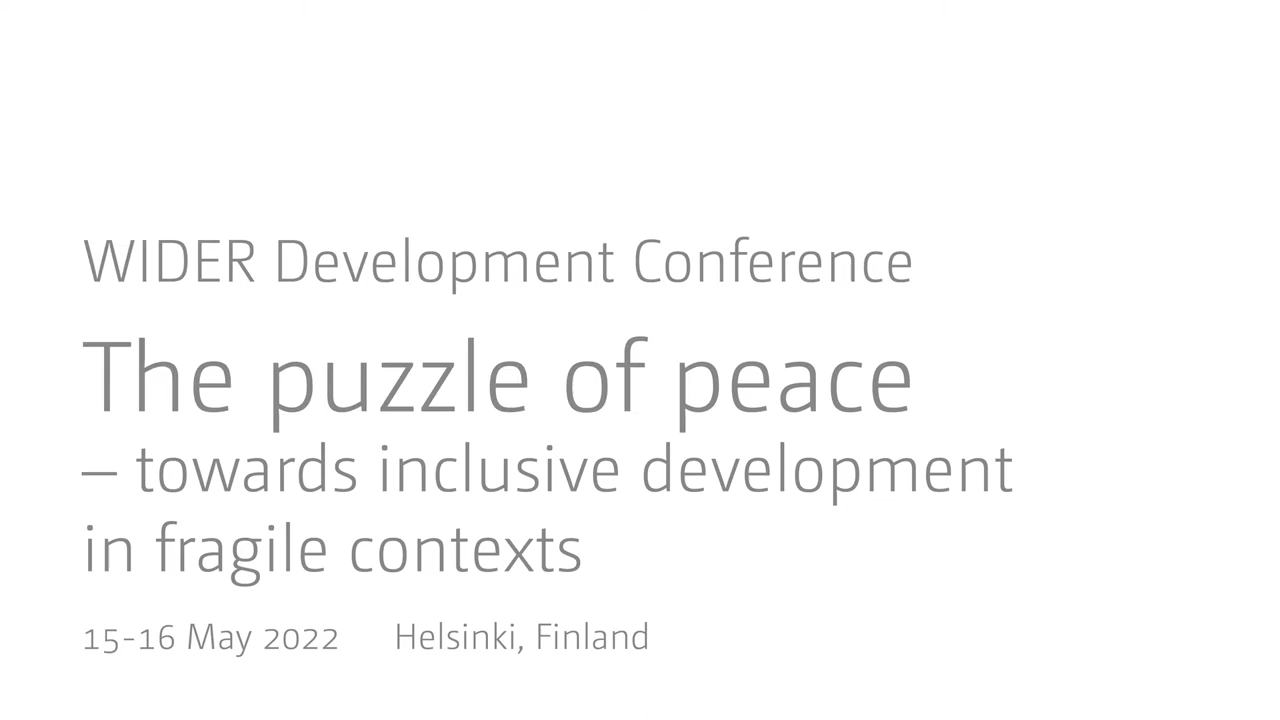 WIDER Development Conference
The puzzle of peace
– towards inclusive development
in fragile contexts
15-16 May 2022 Helsinki, Finland